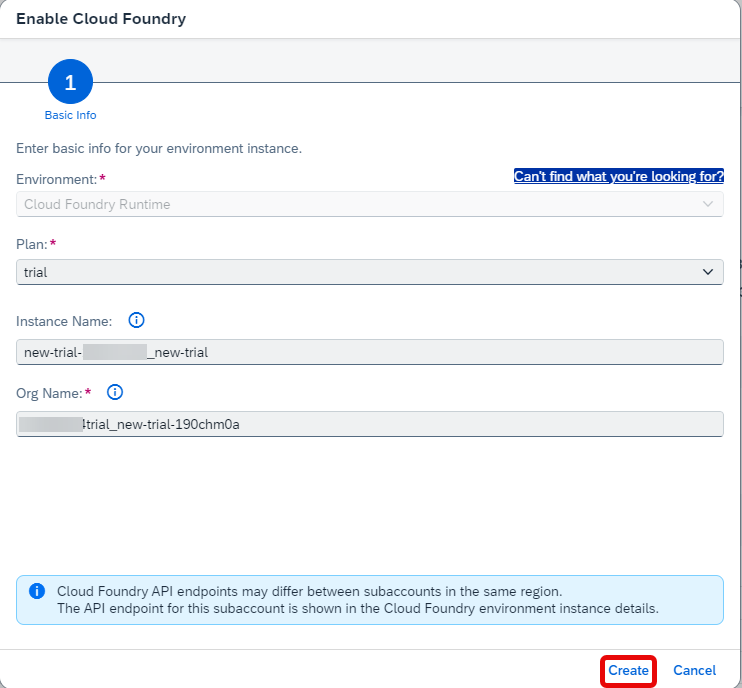 Enable Cloud Foundry
1
Basic Info
Enter basic info for your environment instance.
Environment:*
Can't find what you're looking for?
Cloud Foundry Runtime
Plan:*
trial
Instance Name:
new-trial- _new-trial
Org Name:*
4trial_new-trial-190chm0a
Cloud Foundry API endpoints may differ between subaccounts in the same region.
The API endpoint for this subaccount is shown in the Cloud Foundry environment instance details.
Create Cancel